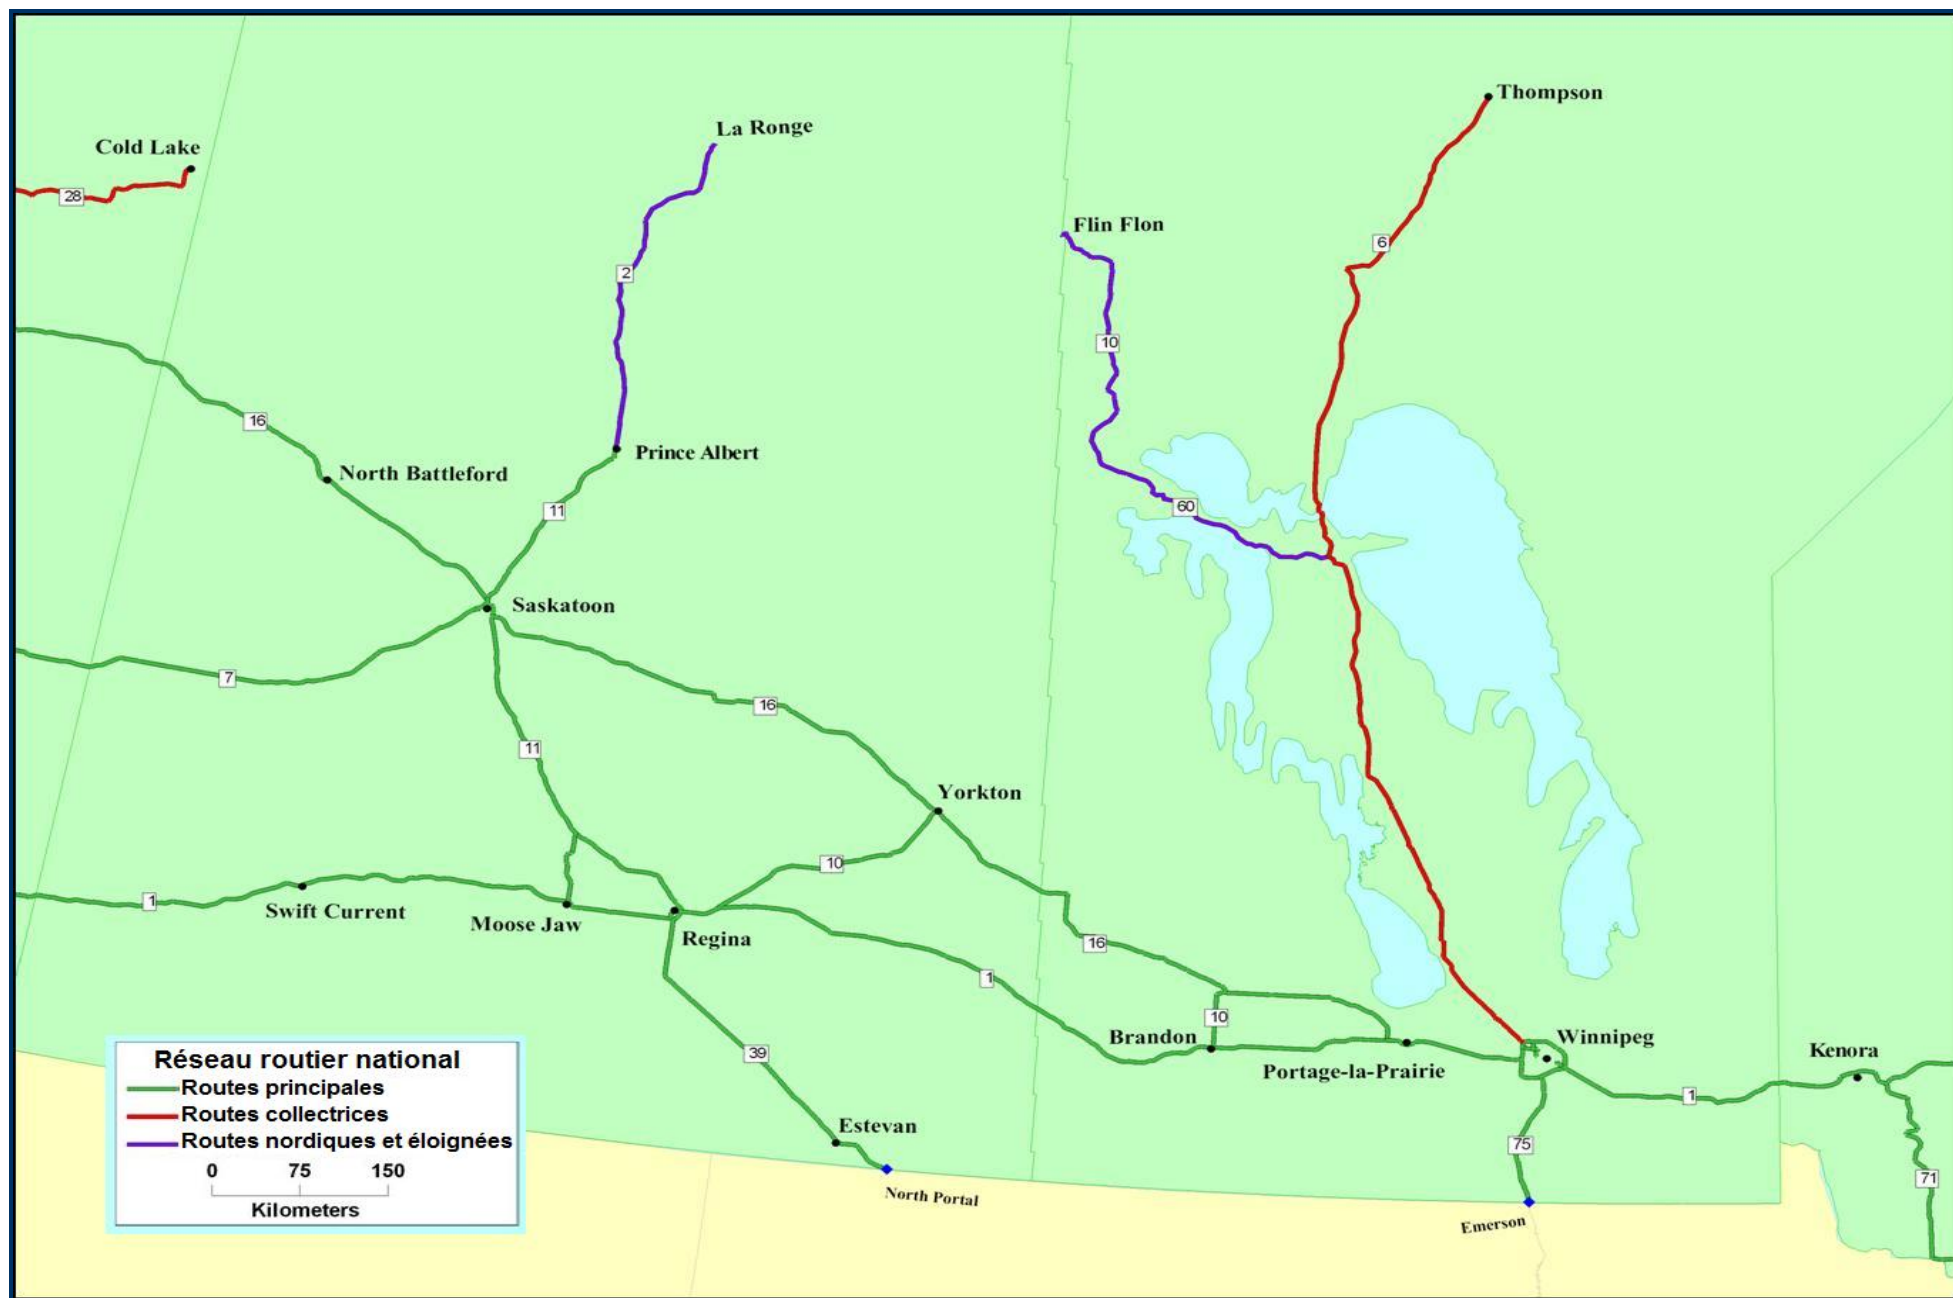 Thompson
La Ronge
Cold Lake
28
Flin Flon
6
2
10
16
Prince Albert
North Battleford
11
60
Saskatoon
7
16
11
Yorkton
10
1
Swift Current
Moose Jaw
Regina
16
1
10
Brandon
Winnipeg
Portage-la-Prairie
Kenora
39
1
Estevan
75
71
North Portal
Emerson
Réseau routier national
Routes principales
Routes collectrices
Routes nordiques et éloignées
0 75 150
Kilometers